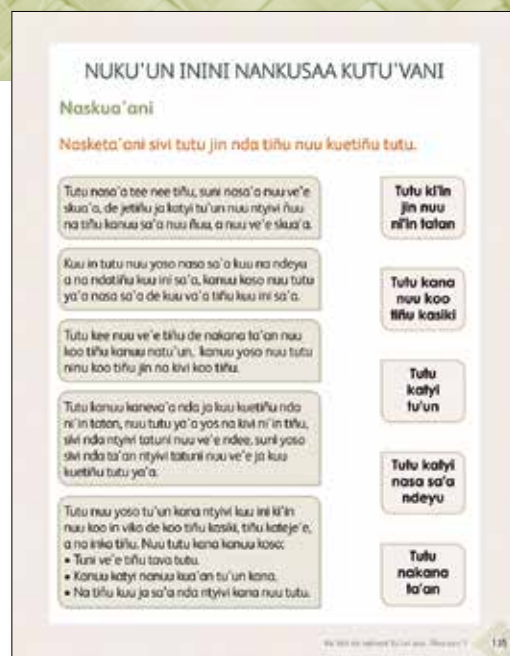 NUKU'UN ININI NANKUSAA KUTU'VANI
Naskua'ani
Nasketa'ani sivi tutu jin nda tiñu nuu kuetiñu tutu.
Tutu nasa'a tee nee tiñu, suni nasa'a nuu ve'e
skua'a, de jetiñu ja katyi tu'un nuu ntyivi ñuu
na tiñu kanuu sa'a nuu ñuu, a nuu ve'e skua'a.
Tutu ki'in
jin nuu
ni'in tatan
Kuu in tutu nuu yoso nasa sa'a kuu na ndeyu
a na ndatiñu kuu ini sa'a, kanuu koso nuu tutu
ya'a nasa sa'a de kuu va'a tiñu kuu ini sa'a.
Tutu kana
nuu koo
tiñu kasiki
Tutu kee nuu ve'e tiñu de nakana ta'an nuu
koo tiñu kanuu natu'un, kanuu yoso nuu tutu
ninu koo tiñu jin na kivi koo tiñu.
Tutu
katyi
tu'un
Tutu kanuu kaneva'a nda ja kuu kuetiñu nda
ni'in tatan, nuu tutu ya'a yos na kivi ni'in tiñu,
sivi nda ntyivi tatuni nuu ve'e ndee, suni yoso
sivi nda ta'an ntyivi tatuni nuu ve'e ja kuu
kuetiñu tutu ya'a.
Tutu katyi
nasa sa'a
ndeyu
Tutu nuu yoso tu'un kana ntyivi kuu ini ki'in
nuu koo in viko de koo tiñu kasiki, tiñu kateje'e,
a na inka tiñu. Nuu tutu kana kanuu koso:
• Tuni ve'e tiñu tava tutu.
• Kanuu katyi nanuu kua'an tu'un kana.
• Na tiñu kuu ja sa'a nda ntyivi kana nuu tutu.
Tutu
nakana
ta'an
135